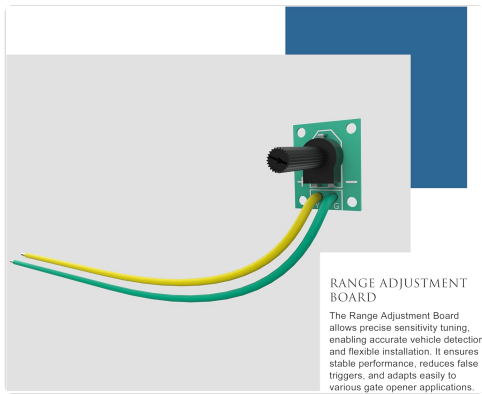 G
RANGE ADJUSTMENT
BOARD
The Range Adjustment Board
allows precise sensitivity tuning,
enabling accurate vehicle detection
and flexible installation. It ensures
stable performance, reduces false
triggers, and adapts easily to
various gate opener applications.